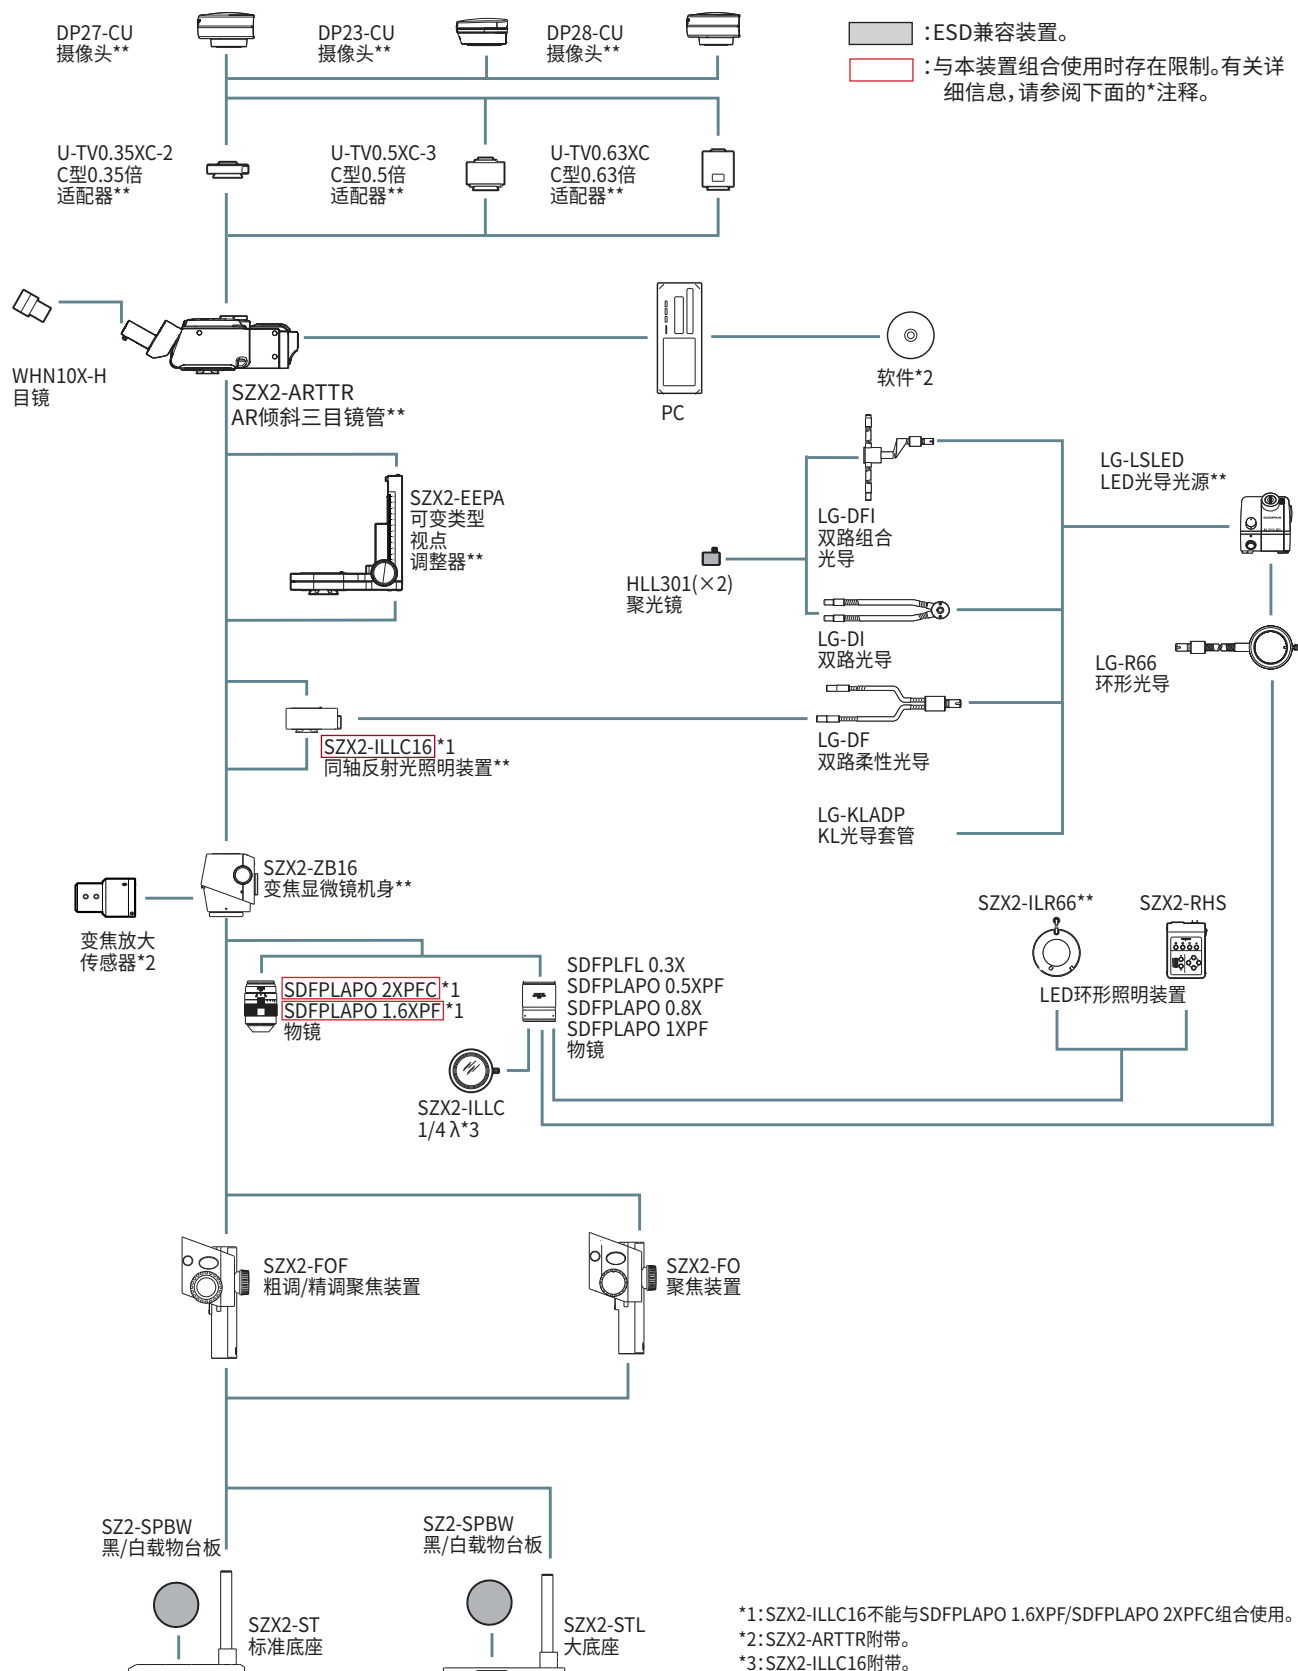 DP27-CU
摄像头**
DP23-CU
摄像头**
DP28-CU
摄像头**
:ESD兼容装置。
:与本装置组合使用时存在限制。有关详
细信息,请参阅下面的*注释。
U-TV0.35XC-2
C型0.35倍
适配器**
U-TV0.5XC-3
C型0.5倍
适配器**
U-TV0.63XC
C型0.63倍
适配器**
WHN10X-H
目镜
SZX2-ARTTR
AR倾斜三目镜管**
PC
软件*2
SZX2-EEPA
可变类型
视点
调整器**
HLL301(×2)
聚光镜
LG-DFI
双路组合
光导
LG-LSLED
LED光导光源**
LG-DI
双路光导
LG-R66
环形光导
SZX2-ILLC16*1
同轴反射光照明装置**
LG-DF
双路柔性光导
LG-KLADP
KL光导套管
SZX2-ZB16
变焦显微镜机身**
变焦放大
传感器*2
SZX2-ILR66**
SZX2-RHS
LED环形照明装置
SDFPLAPO 2XPFC*1
SDFPLAPO 1.6XPF*1
物镜
SDFPLFL 0.3X
SDFPLAPO 0.5XPF
SDFPLAPO 0.8X
SDFPLAPO 1XPF
物镜
SZX2-ILLC
1/4 λ*3
SZX2-FOF
粗调/精调聚焦装置
SZX2-FO
聚焦装置
SZ2-SPBW
黑/白载物台板
SZ2-SPBW
黑/白载物台板
SZX2-ST
标准底座
SZX2-STL
大底座
*1:SZX2-ILLC16不能与SDFPLAPO 1.6XPF/SDFPLAPO 2XPFC组合使用。
*2:SZX2-ARTTR附带。
*3:SZX2-ILLC16附带。